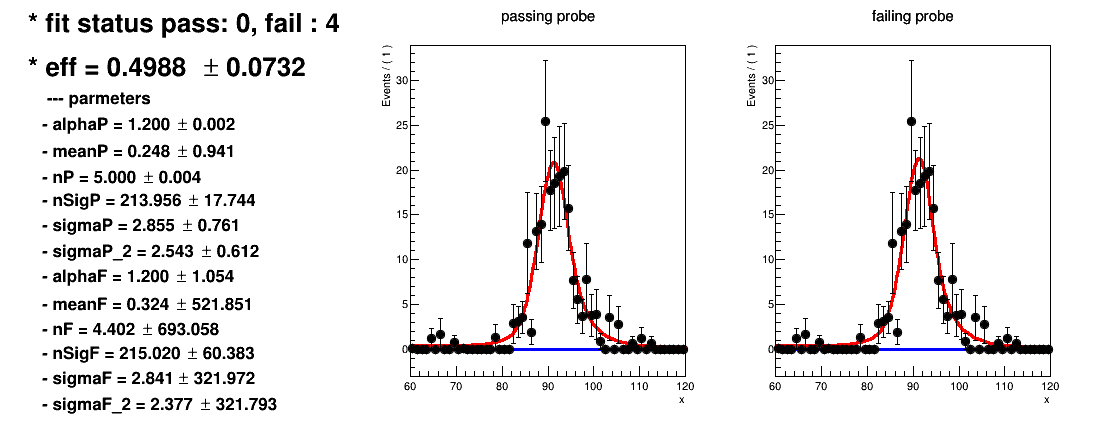 * fit status pass: 0, fail : 4
* eff = 0.4988 ± 0.0732
--- parmeters
- alphaP = 1.200 ± 0.002
- meanP = 0.248 ± 0.941
- nP = 5.000 ± 0.004
- nSigP = 213.956 ± 17.744
- sigmaP = 2.855 ± 0.761
- sigmaP_2 = 2.543 ± 0.612
- alphaF = 1.200 ± 1.054
- meanF = 0.324 ± 521.851
- nF = 4.402 ± 693.058
- nSigF = 215.020 ± 60.383
- sigmaF = 2.841 ± 321.972
- sigmaF_2 = 2.377 ± 321.793
passing probe
Events / ( 1 )
30
25
20
15
10
5
0
60 70 80 90 100 110 120
x
failing probe
Events / ( 1 )
30
25
20
15
10
5
0
60 70 80 90 100 110 120
x